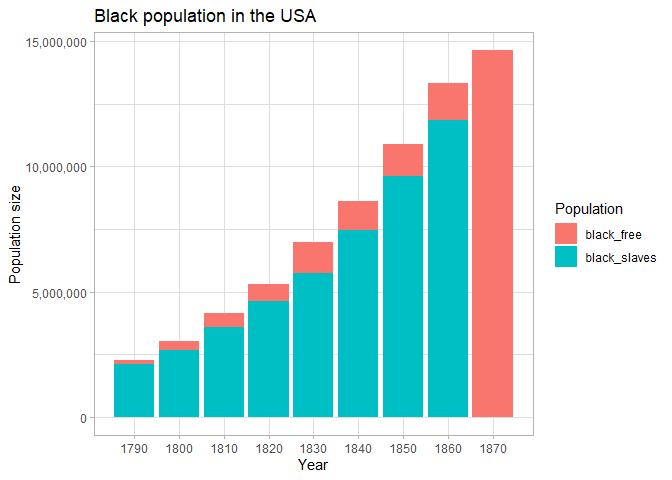 Black population in the USA
15,000,000
10,000,000
5,000,000
0
Population size
1790 1800 1810 1820 1830 1840 1850 1860 1870
Year
Population
black_free
black_slaves